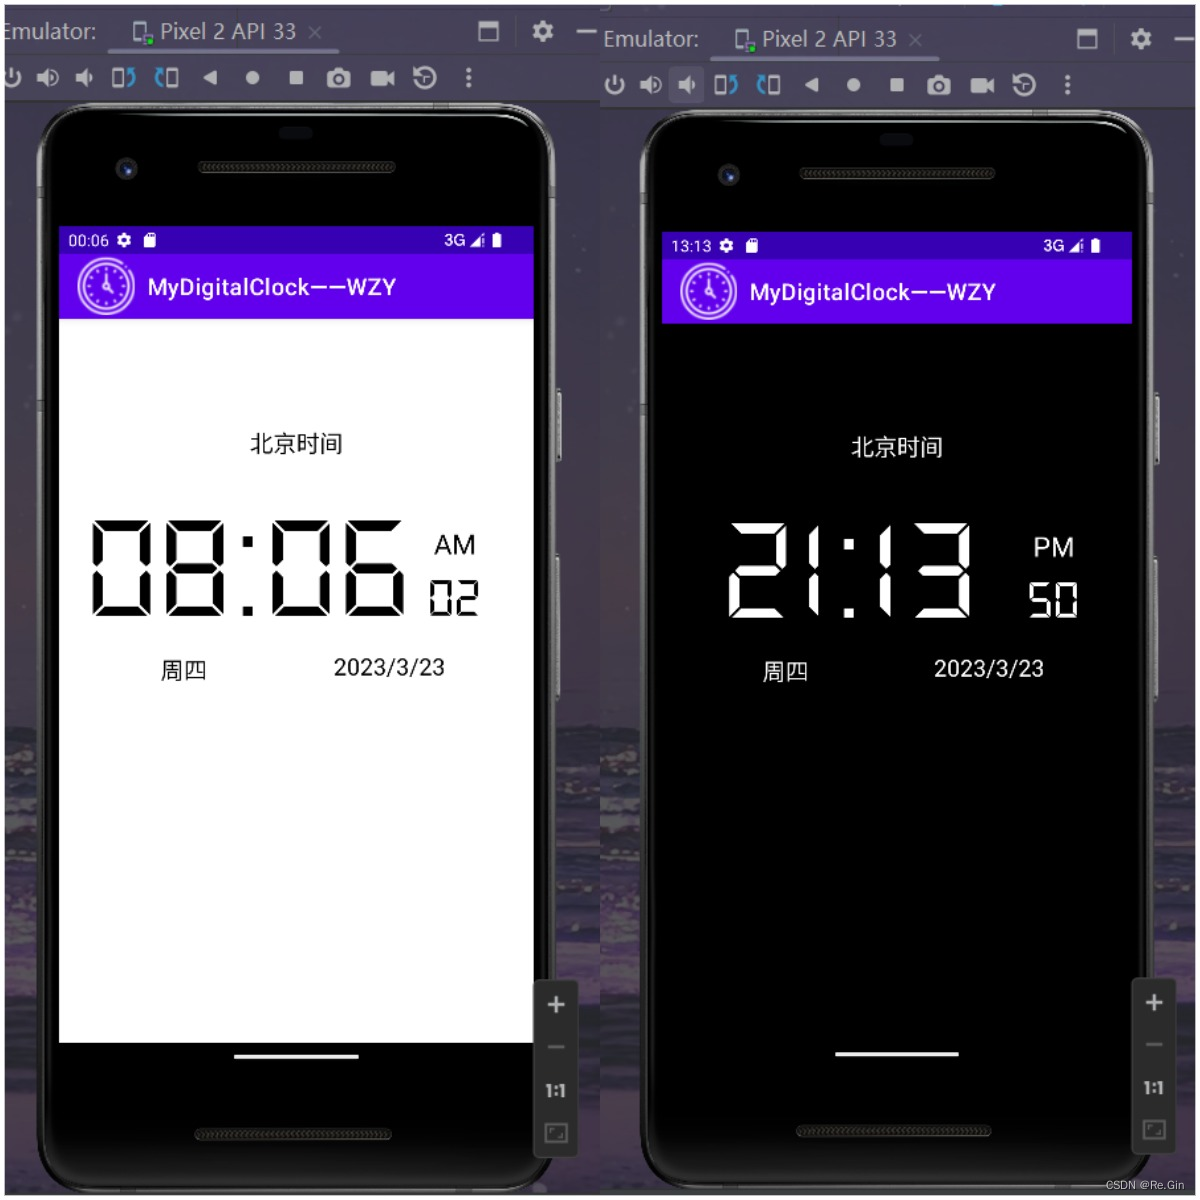 Emulator: Pixel 2 API 33
00:06 3G
MyDigitalClock——WZY
北京时间
08:06 AM
02
周四 2023/3/23
1:1
Emulator: Pixel 2 API 33
13:13 3G
MyDigitalClock——WZY
北京时间
21:13 PM
50
周四 2023/3/23
1:1
CSDN @Re.Gin